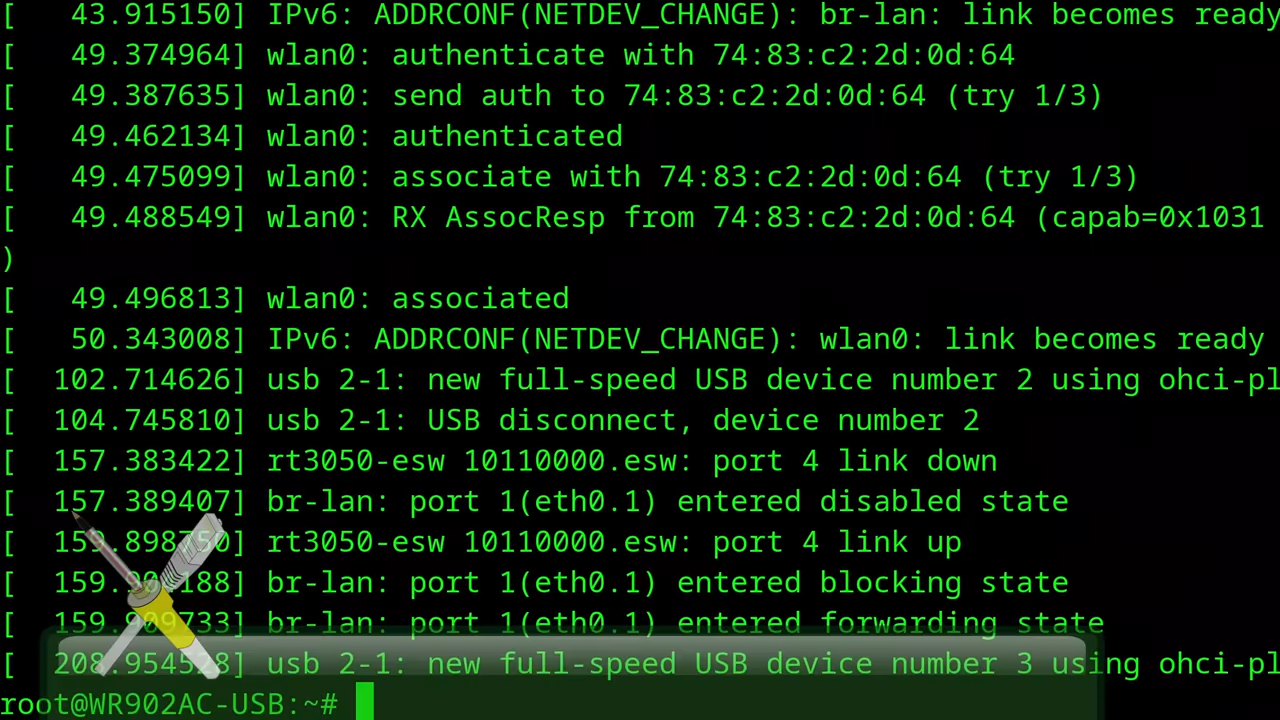 [   43.915150] IPv6: ADDRCONF(NETDEV_CHANGE): br-lan: link becomes ready
[   49.374964] wlan0: authenticate with 74:83:c2:2d:0d:64
[   49.387635] wlan0: send auth to 74:83:c2:2d:0d:64 (try 1/3)
[   49.462134] wlan0: authenticated
[   49.475099] wlan0: associate with 74:83:c2:2d:0d:64 (try 1/3)
[   49.488549] wlan0: RX AssocResp from 74:83:c2:2d:0d:64 (capab=0x1031
)
[   49.496813] wlan0: associated
[   50.343008] IPv6: ADDRCONF(NETDEV_CHANGE): wlan0: link becomes ready
[  102.714626] usb 2-1: new full-speed USB device number 2 using ohci-pl
[  104.745810] usb 2-1: USB disconnect, device number 2
[  157.383422] rt3050-esw 10110000.esw: port 4 link down
[  157.389407] br-lan: port 1(eth0.1) entered disabled state
[  159.898750] rt3050-esw 10110000.esw: port 4 link up
[ br-lan: port 1(eth0.1) entered blocking state
[  159.909733] br-lan: port 1(eth0.1) entered forwarding state
[  208.954528] usb 2-1: new full-speed USB device number 3 using ohci-pl
root@WR902AC-USB:~#